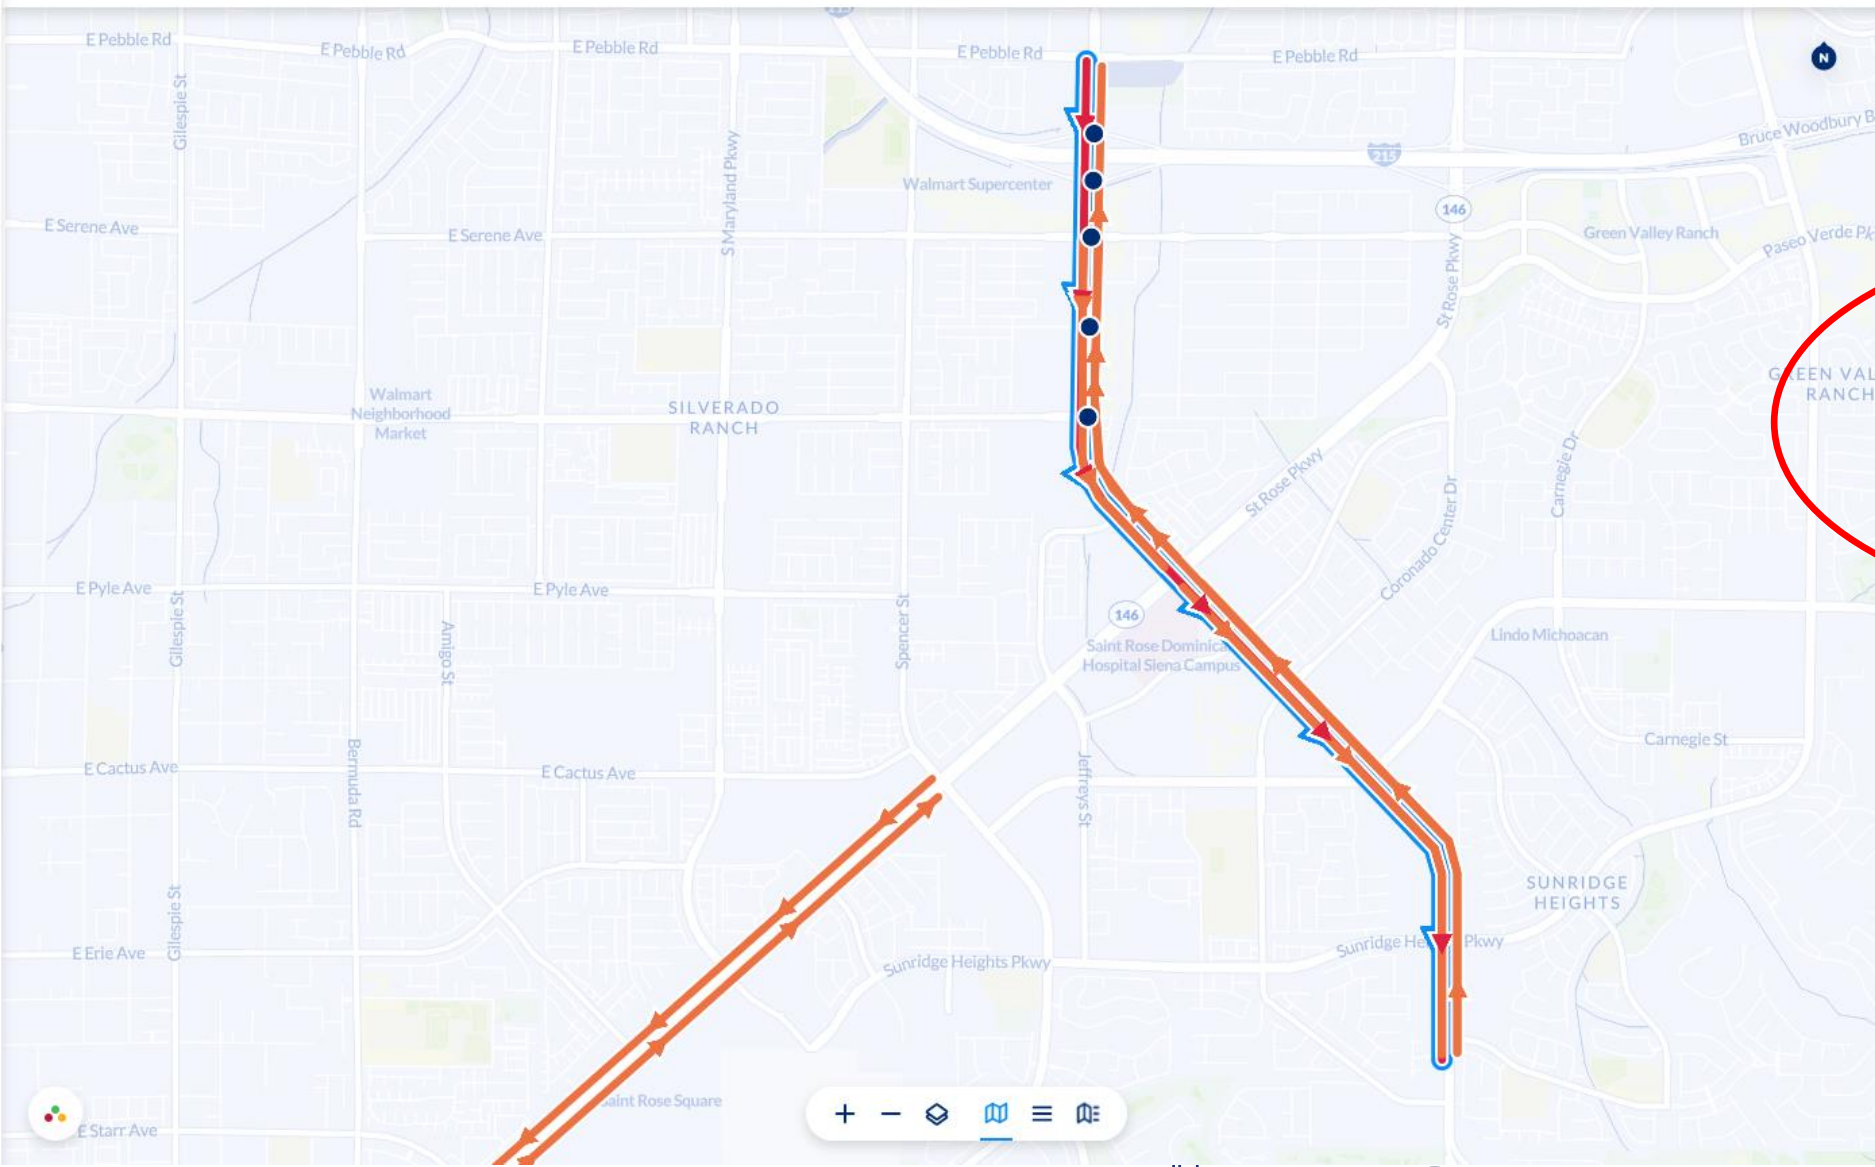 E Pebble Rd
E Pebble Rd
E Pebble Rd
E Pebble Rd
E Pebble Rd
N
Gilespie St
S Maryland Pkwy
Bruce Woodbury B
215
Walmart Supercenter
146
E Serene Ave
E Serene Ave
Green Valley Ranch
Paseo Verde Pk
St Rose Pkwy
GREEN VAL
RANCH
Walmart
Neighborhood
Market
SILVERADO
RANCH
St Rose Pkwy
Carnegie Dr
Coronado Center Dr
E Pyle Ave
E Pyle Ave
Gilespie St
Amigo St
Spencer St
146
Saint Rose Dominica
Hospital Siena Campus
Lindo Michoacan
Carnegie St
E Cactus Ave
E Cactus Ave
Bermuda Rd
Jeffreys St
SUNRIDGE
HEIGHTS
Gilespie St
E Erie Ave
Sunridge Heights Pkwy
Sunridge He Pkwy
aint Rose Square
E Starr Ave